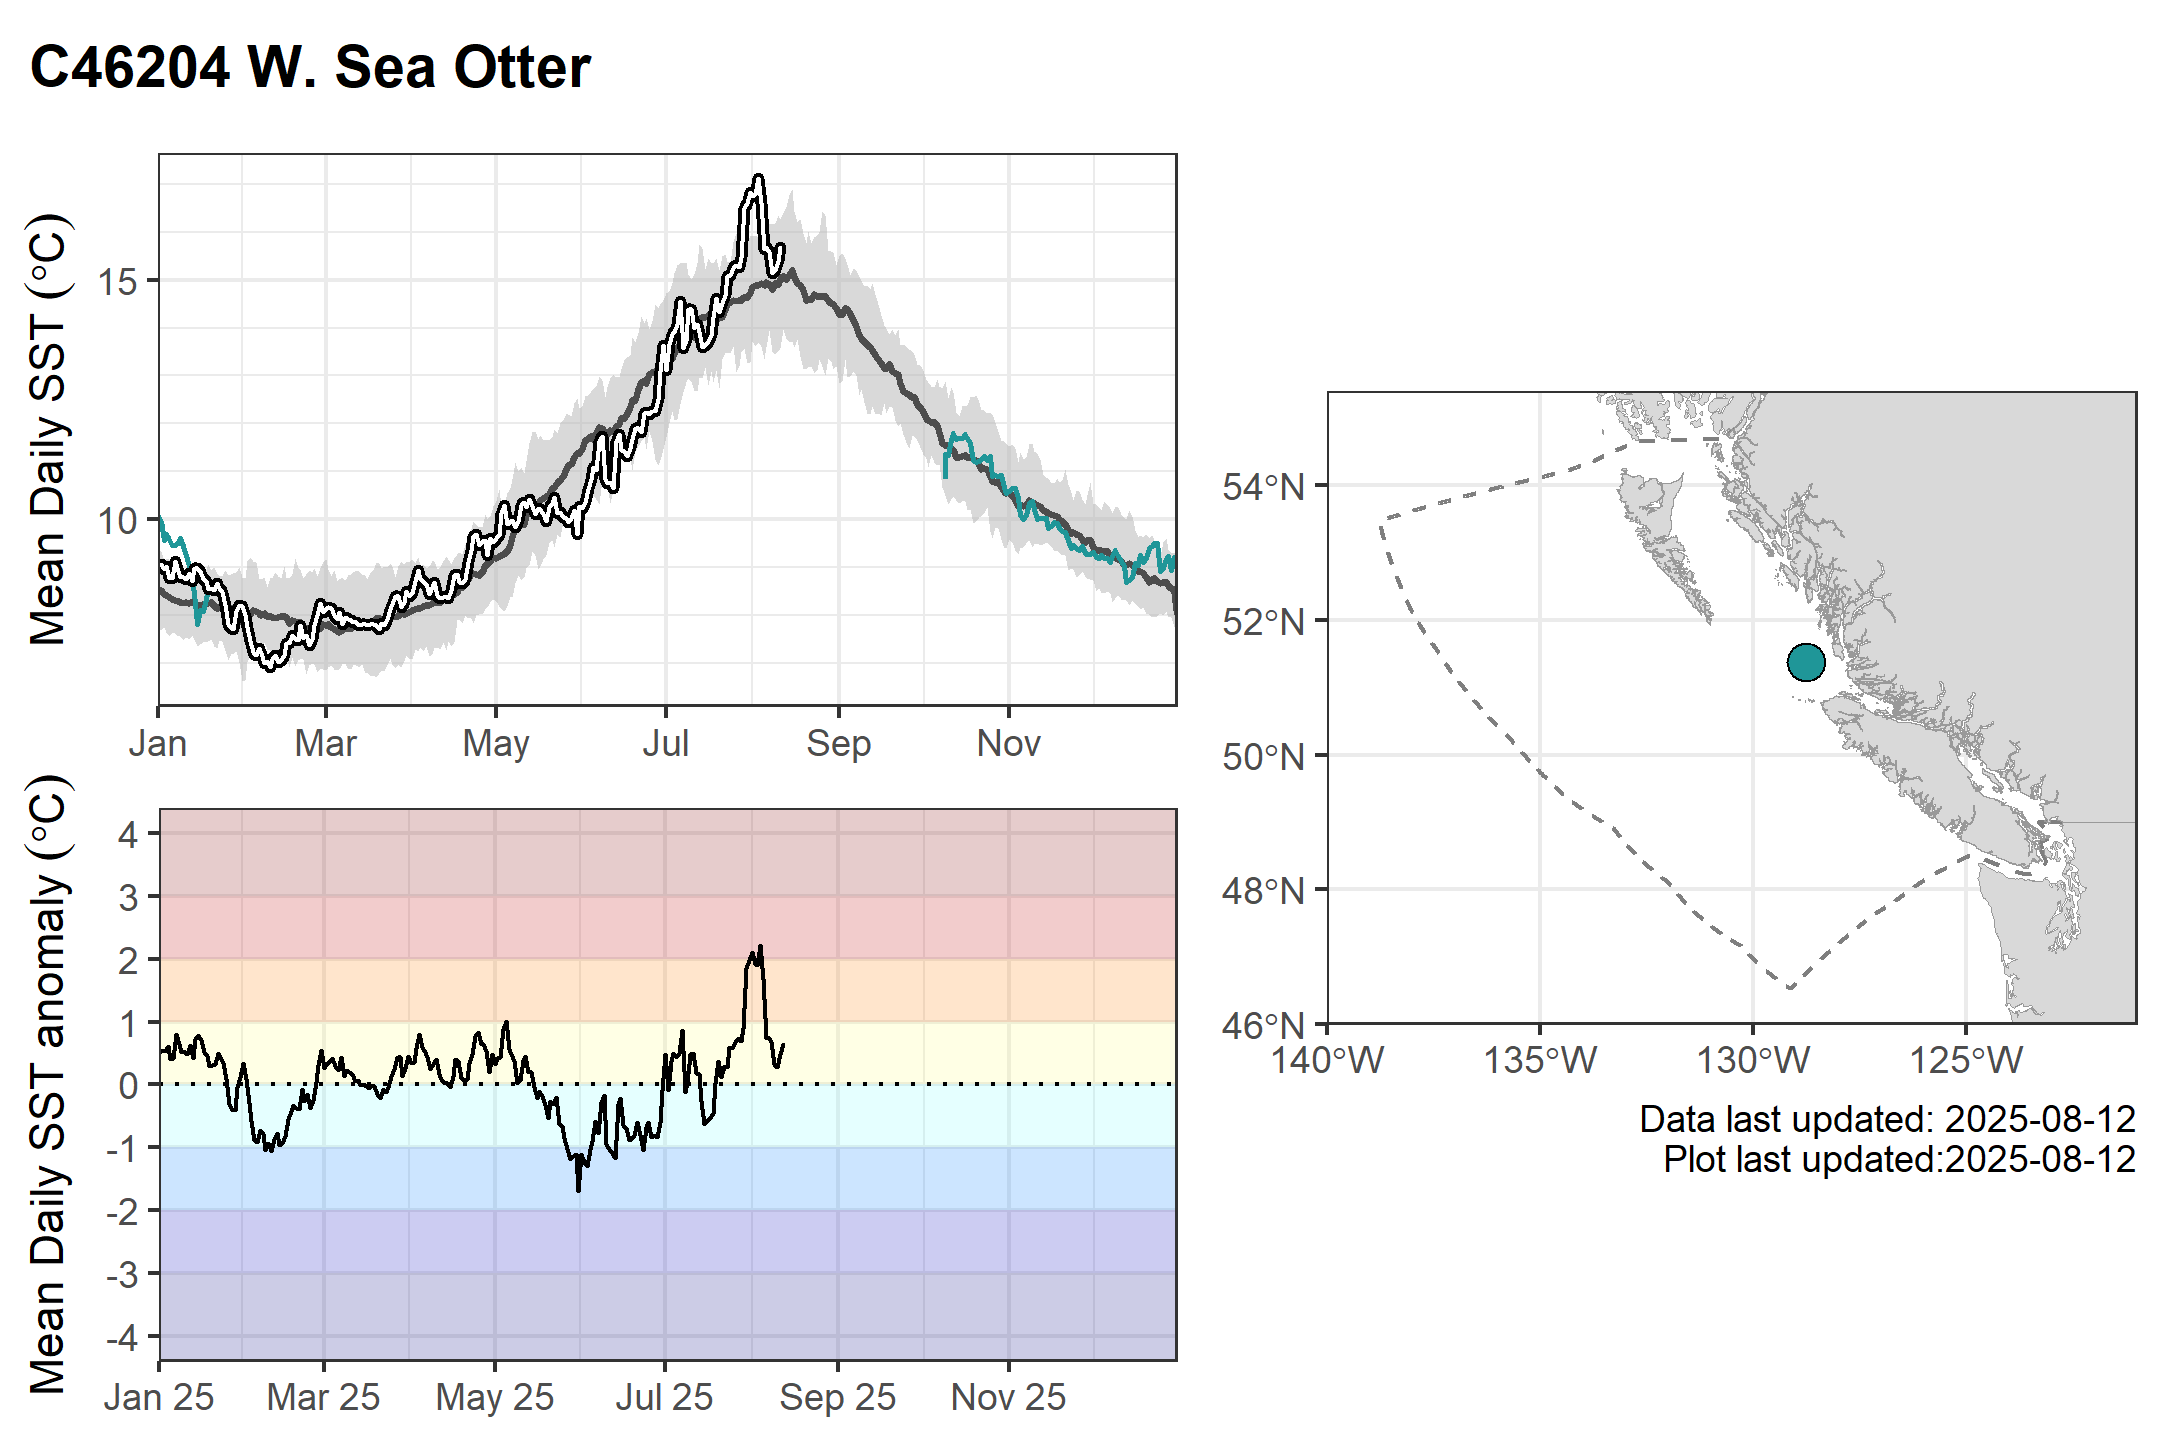 C46204 W. Sea Otter
Mean Daily SST (°C)
15
10
Jan Mar May Jul Sep Nov
Mean Daily SST anomaly (°C)
4
3
2
1
0
-1
-2
-3
-4
Jan 25 Mar 25 May 25 Jul 25 Sep 25 Nov 25
54°N
52°N
50°N
48°N
46°N
140°W 135°W 130°W 125°W
Data last updated: 2025-08-12
Plot last updated:2025-08-12